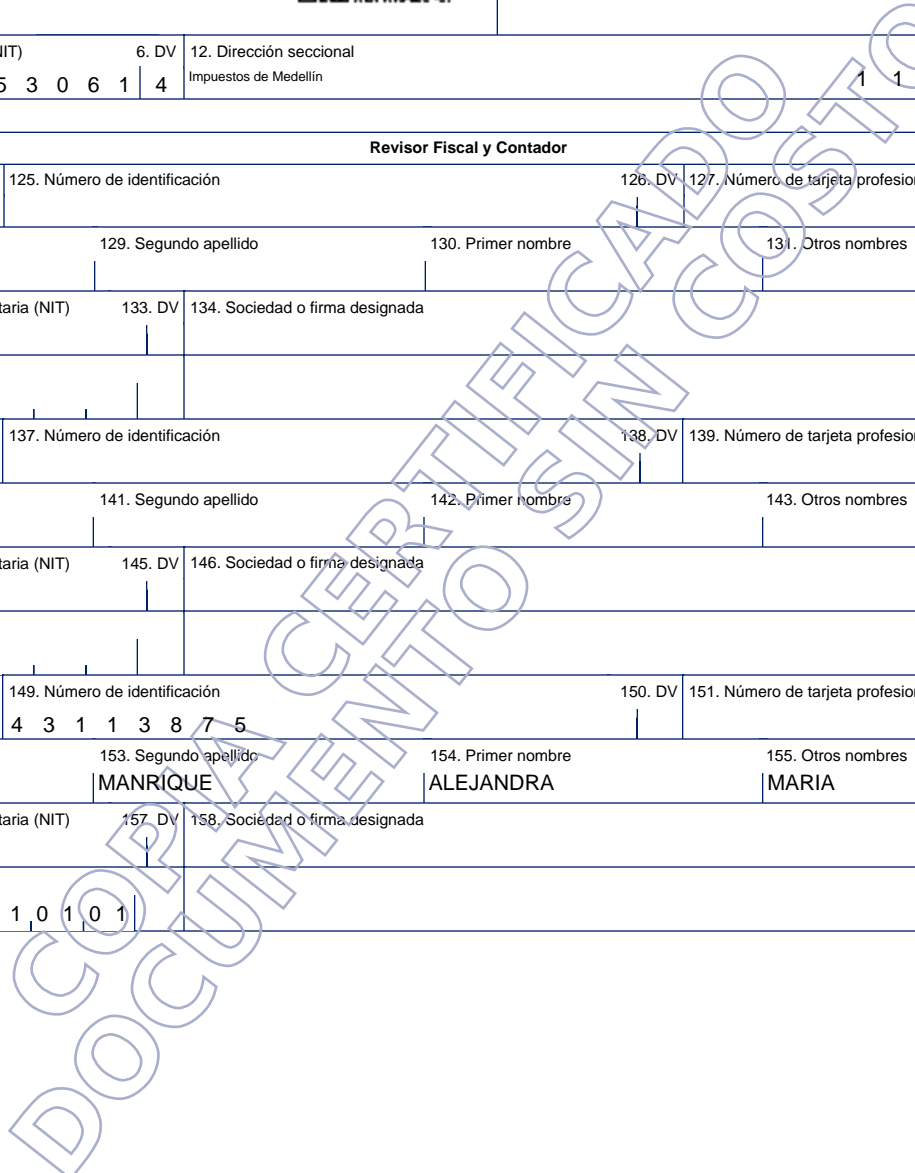 NIT) 6. DV 12. Dirección seccional
5 3 0 6 1 4 Impuestos de Medellín 1 1
Revisor Fiscal y Contador
125. Número de identificación 126. DV 127. Número de tarjeta profesion
129. Segundo apellido 130. Primer nombre 131. Otros nombres
taria (NIT) 133. DV 134. Sociedad o firma designada
137. Número de identificación 138. DV 139. Número de tarjeta profesion
141. Segundo apellido 142. Primer nombre 143. Otros nombres
taria (NIT) 145. DV 146. Sociedad o firma designada
149. Número de identificación 150. DV 151. Número de tarjeta profesion
4 3 1 1 3 8 7 5
153. Segundo apellido 154. Primer nombre 155. Otros nombres
MANRIQUE ALEJANDRA MARIA
taria (NIT) 157. DV 158. Sociedad o firma designada
1 0 1 0 1
COPIA CERTIFICADO
DOCUMENTO SIN COSTO